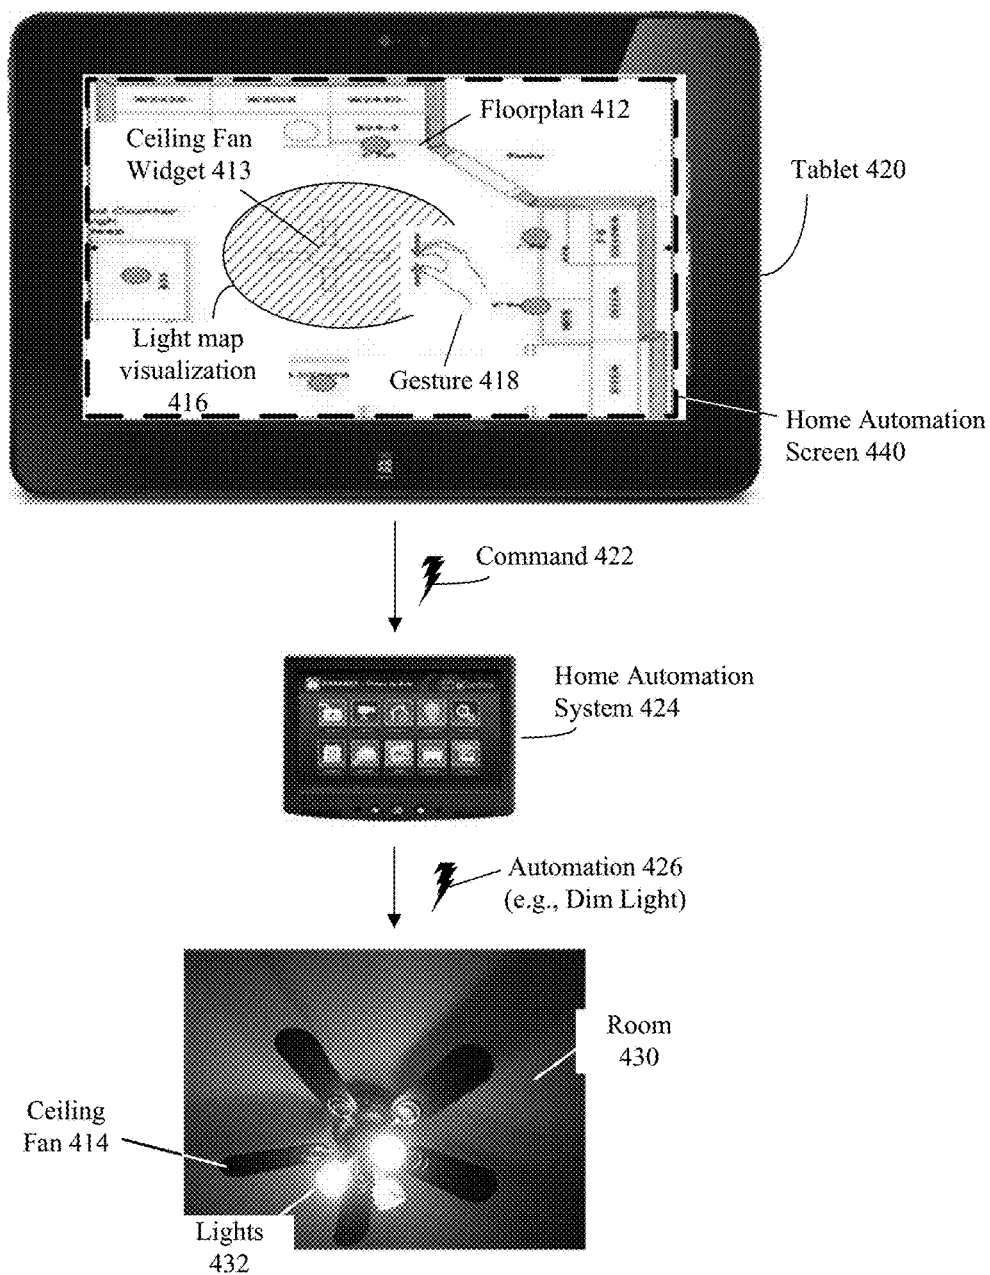 Floorplan 412
Ceiling Fan
Widget 413
Tablet 420
Light map
visualization
416
Gesture 418
Home Automation
Screen 440
Command 422
Home Automation
System 424
Automation 426
(e.g., Dim Light)
Room
430
Ceiling
Fan 414
Lights
432